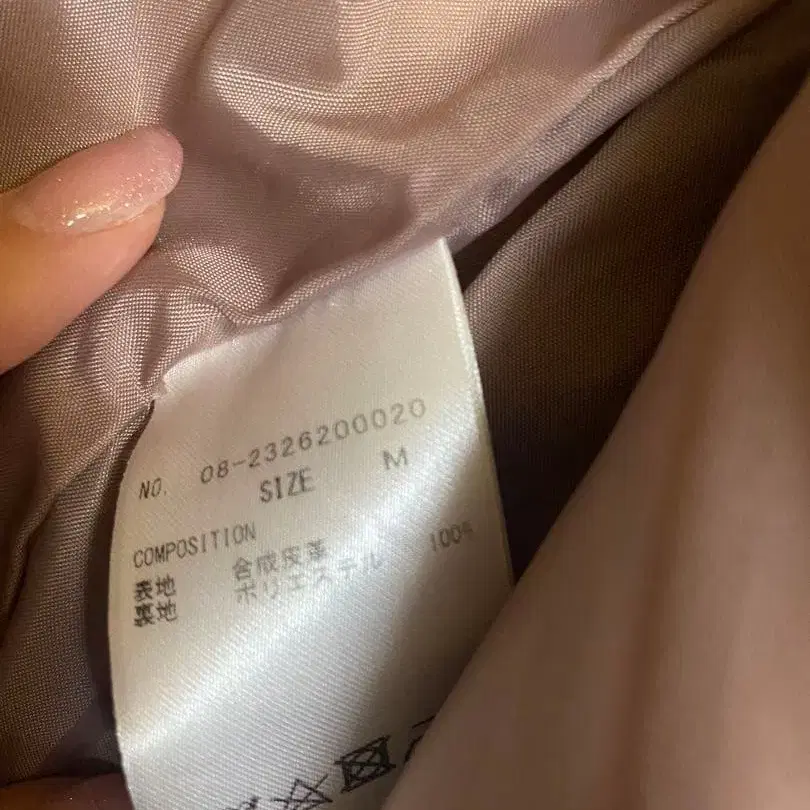 NO. 08-2326200020
SIZE M
COMPOSITION
表地 合成皮革
裏地 ポリエステル 100%